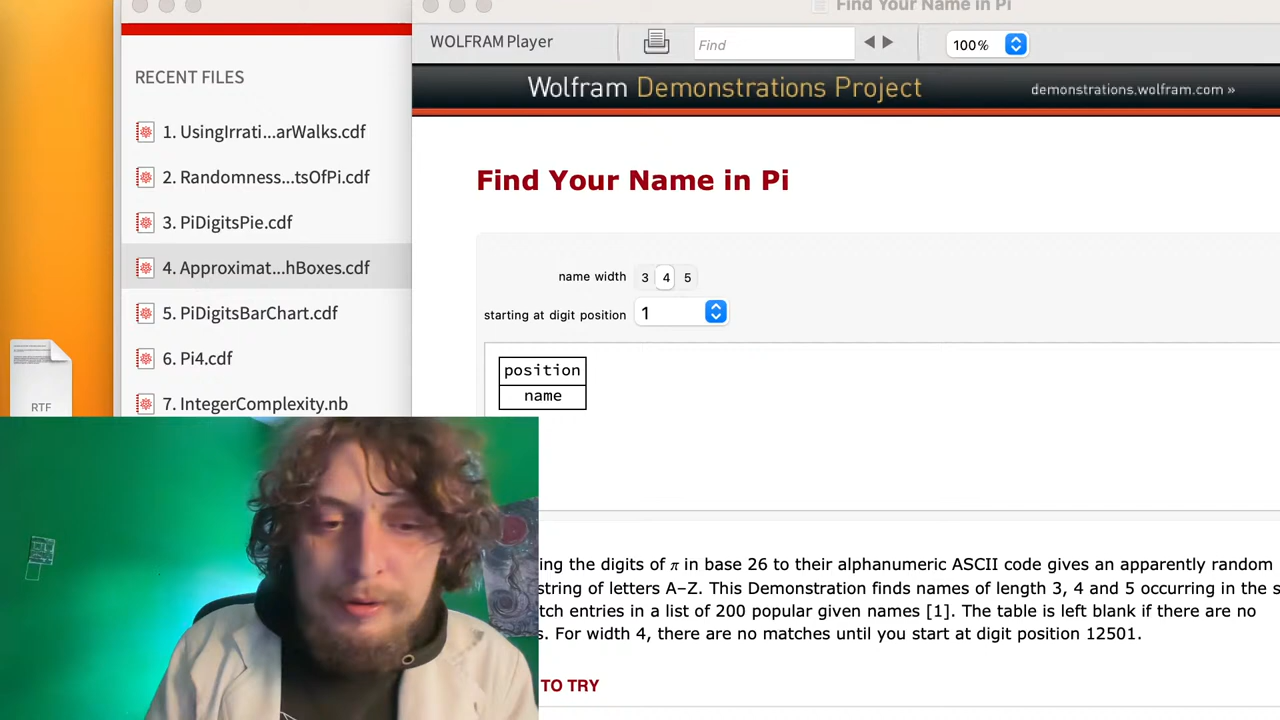 Find Your Name in Pi
WOLFRAM Player
Find
100%
RECENT FILES
Wolfram Demonstrations Project
demonstrations.wolfram.com »
1. UsingIrrati...arWalks.cdf
2. Randomness...tsOfPi.cdf
3. PiDigitsPie.cdf
4. Approximat...hBoxes.cdf
5. PiDigitsBarChart.cdf
6. Pi4.cdf
7. IntegerComplexity.nb
RTF
Find Your Name in Pi
name width 3 4 5
starting at digit position 1
position
name
ing the digits of π in base 26 to their alphanumeric ASCII code gives an apparently random
string of letters A–Z. This Demonstration finds names of length 3, 4 and 5 occurring in the s
tch entries in a list of 200 popular given names [1]. The table is left blank if there are no
s. For width 4, there are no matches until you start at digit position 12501.
TO TRY